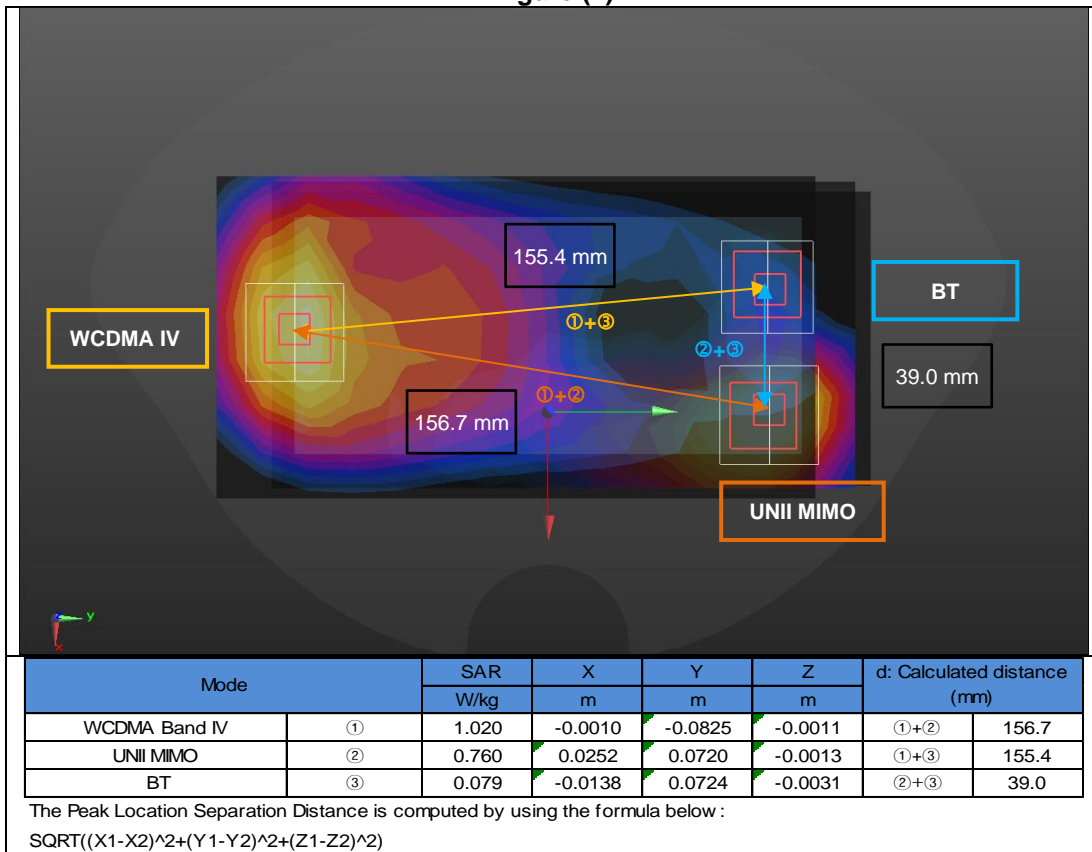 155.4 mm
BT
①+③
WCDMA IV
②+③
39.0 mm
①+②
156.7 mm
UNII MIMO
y
x
Mode SAR X Y Z d: Calculated distance (mm)
W/kg m m m
WCDMA Band IV ① 1.020 -0.0010 -0.0825 -0.0011 ①+② 156.7
UNII MIMO ② 0.760 0.0252 0.0720 -0.0013 ①+③ 155.4
BT ③ 0.079 -0.0138 0.0724 -0.0031 ②+③ 39.0
The Peak Location Separation Distance is computed by using the formula below :
SQRT((X1-X2)^2+(Y1-Y2)^2+(Z1-Z2)^2)